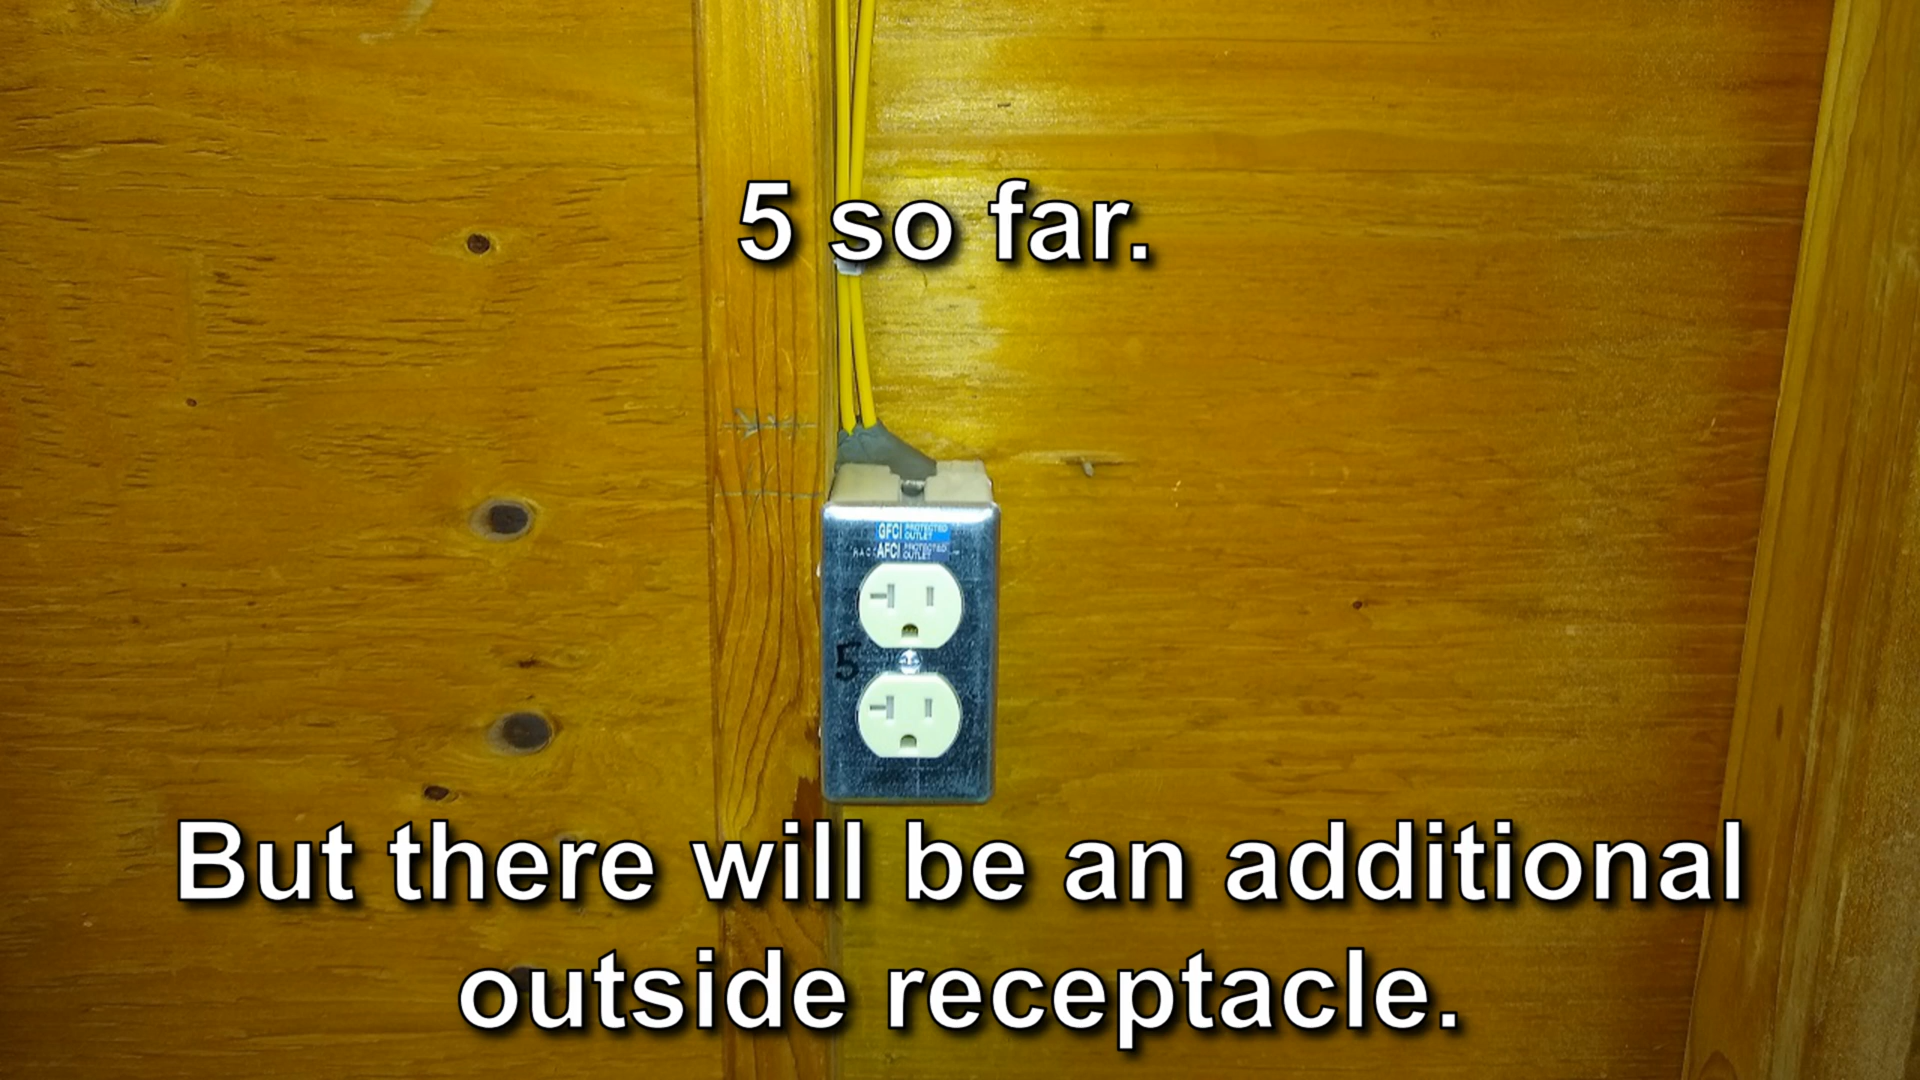 5 so far.
GFCI PROTECTED OUTLET
AFCI PROTECTED OUTLET
5
But there will be an additional
outside receptacle.